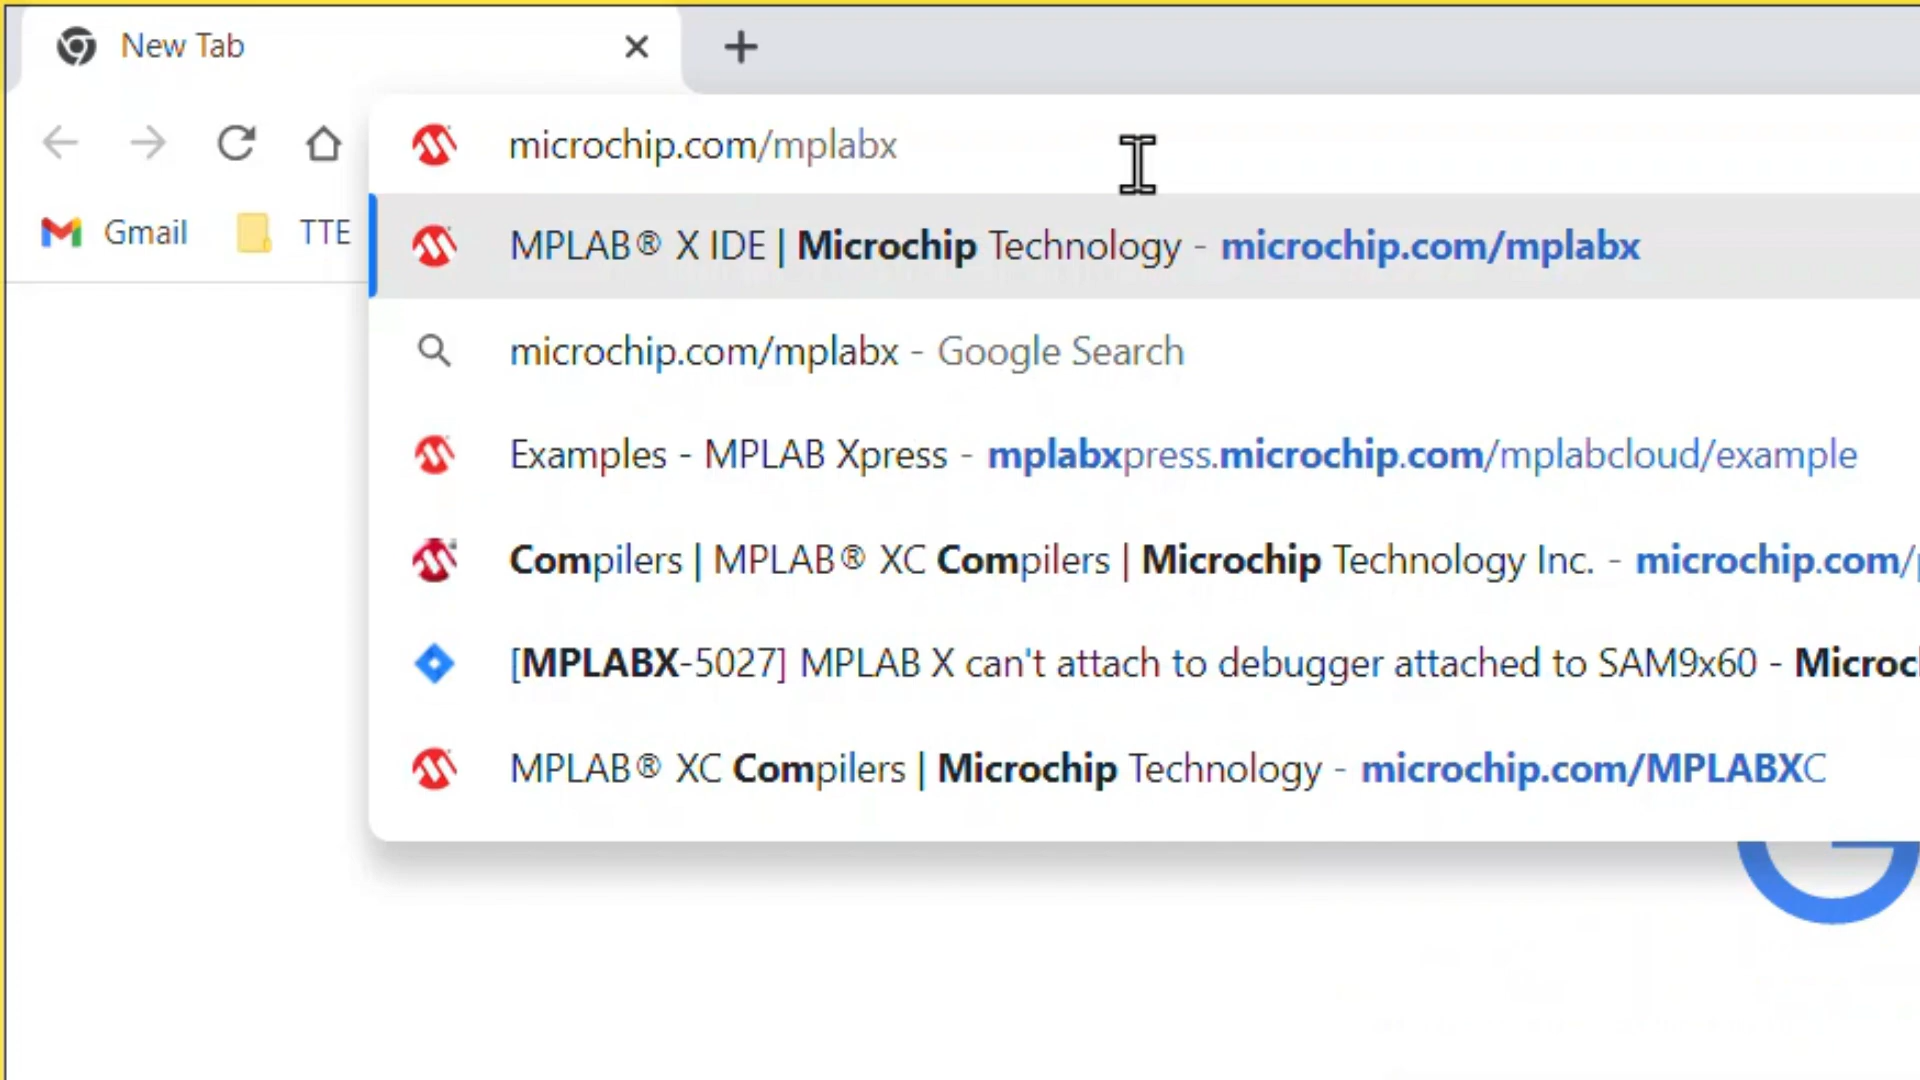 New Tab
microchip.com/mplabx
Gmail TTE
MPLAB® X IDE | Microchip Technology - microchip.com/mplabx
microchip.com/mplabx - Google Search
Examples - MPLAB Xpress - mplabxpress.microchip.com/mplabcloud/example
Compilers | MPLAB® XC Compilers | Microchip Technology Inc. - microchip.com/
[MPLABX-5027] MPLAB X can't attach to debugger attached to SAM9x60 -
MPLAB® XC Compilers | Microchip Technology - microchip.com/MPLABXC